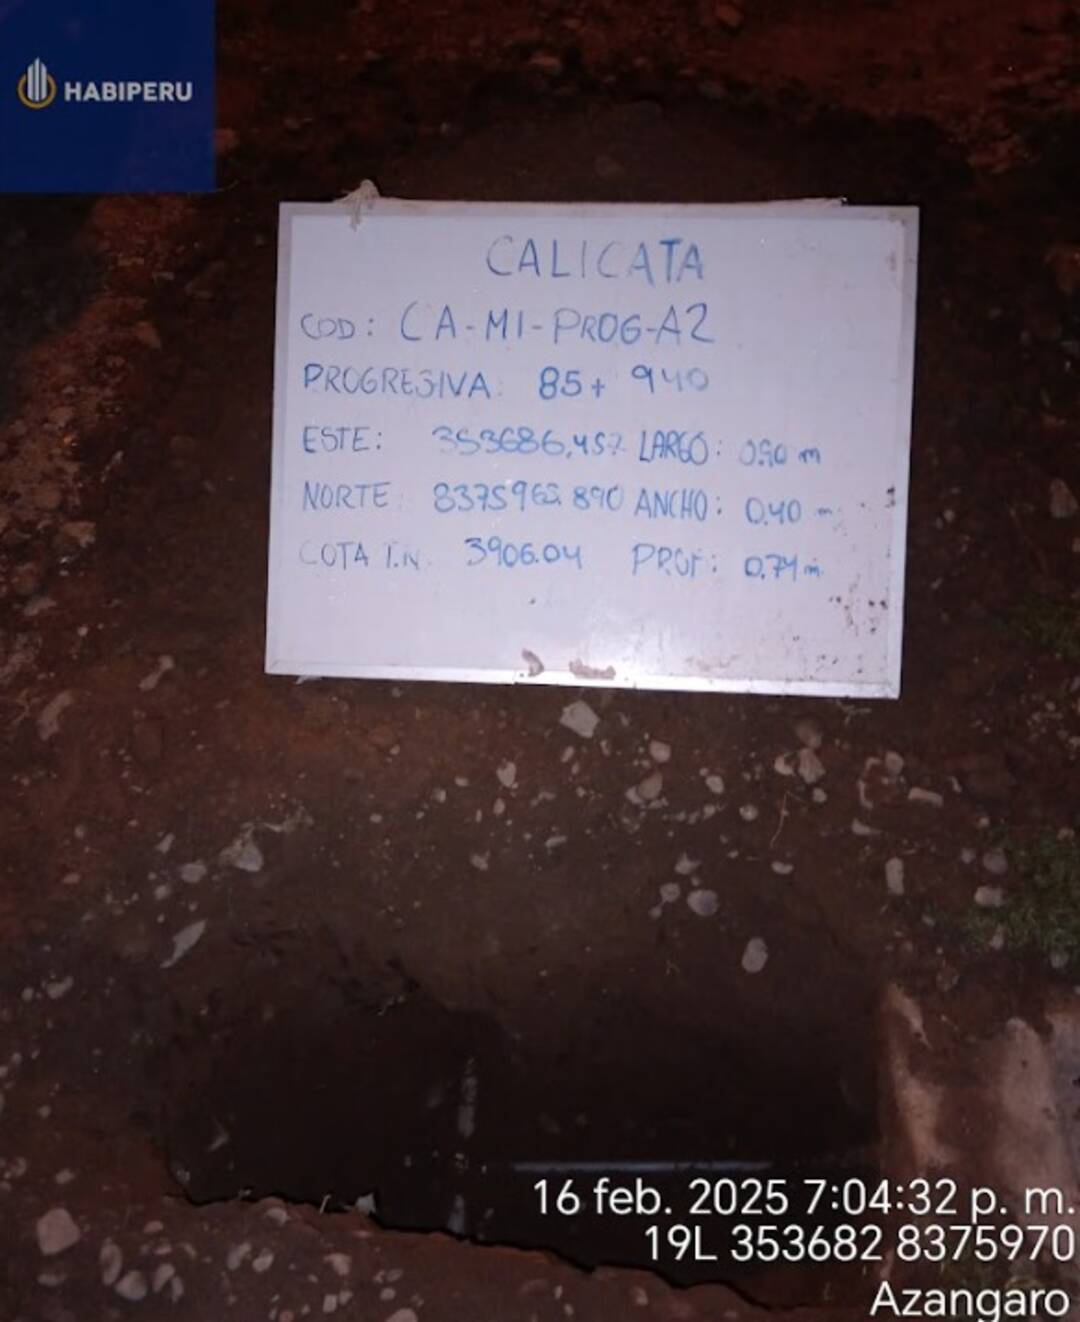 HABIPERU
CALICATA
COD: CA-MI-PROG-A2
PROGRESIVA: 85+940
ESTE: 353686,457 LARGO: 0.90 m
NORTE: 890 ANCHO: 0.40 m
COTA T.N. 3906.04 PROF: 0.74 m.
16 feb. 2025 7:04:32 p. m.
19L 353682 8375970
Azangaro